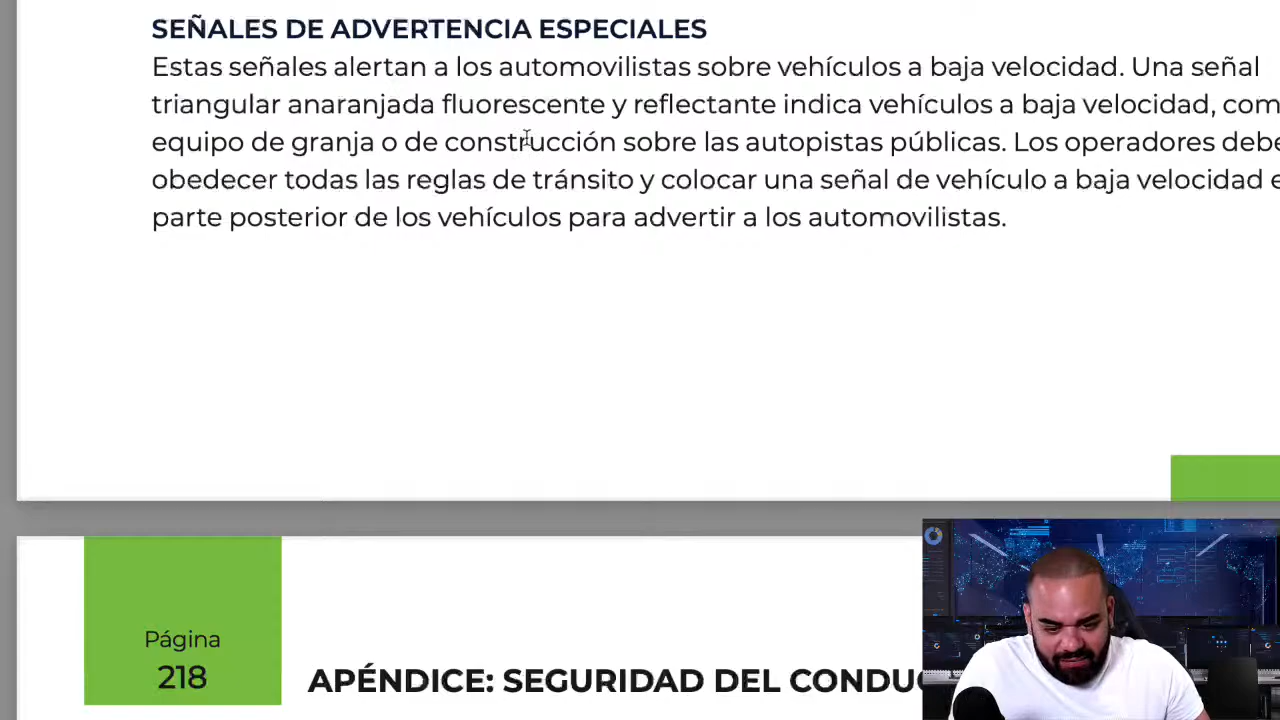 SEÑALES DE ADVERTENCIA ESPECIALES
Estas señales alertan a los automovilistas sobre vehículos a baja velocidad. Una señal
triangular anaranjada fluorescente y reflectante indica vehículos a baja velocidad, com
equipo de granja o de construcción sobre las autopistas públicas. Los operadores debe
obedecer todas las reglas de tránsito y colocar una señal de vehículo a baja velocidad e
parte posterior de los vehículos para advertir a los automovilistas.
Página
218
APÉNDICE: SEGURIDAD DEL CONDU